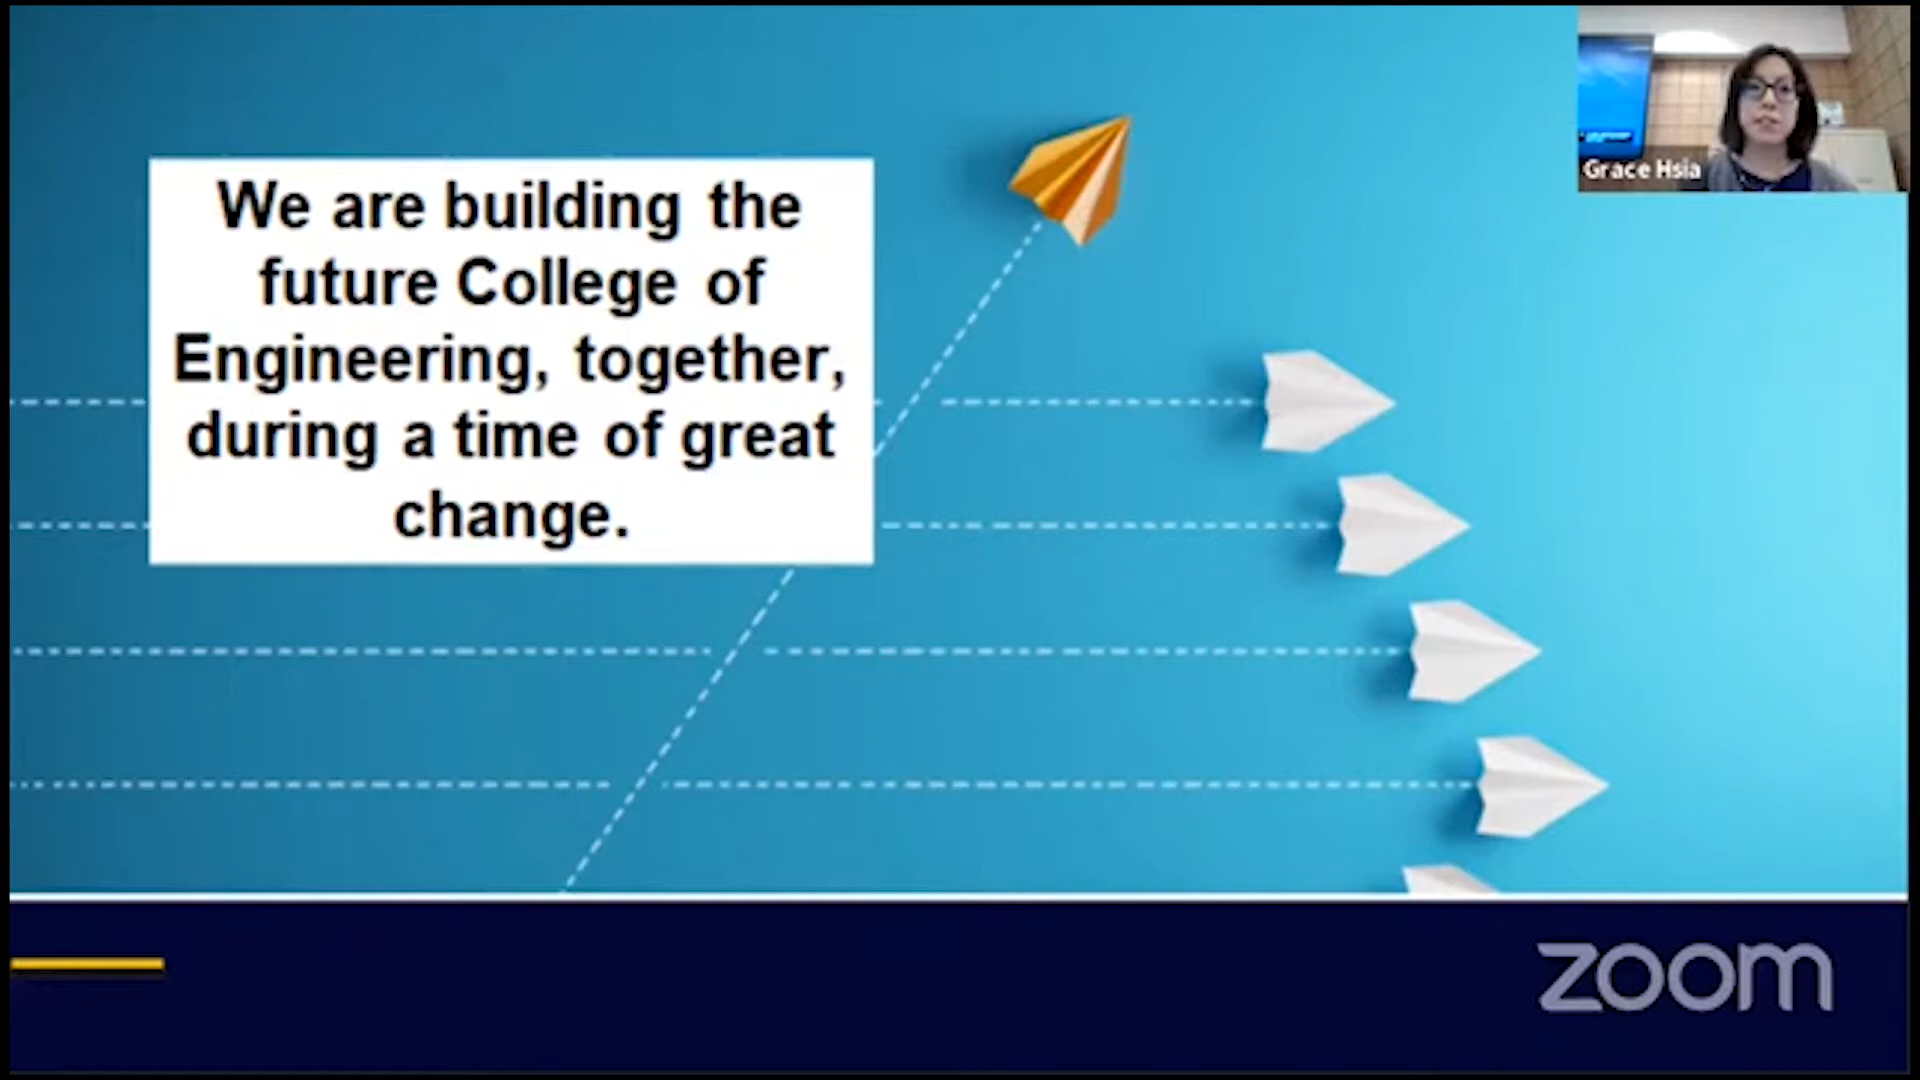 We are building the
future College of
Engineering, together,
during a time of great
change.
Grace Hsia
zoom